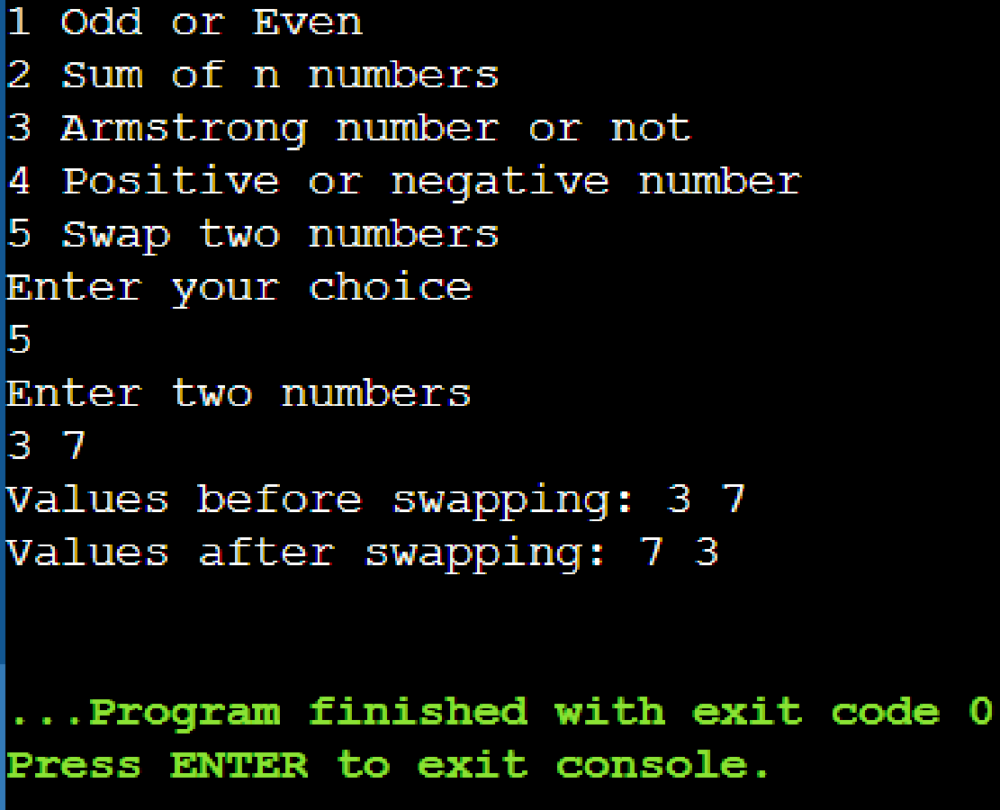 1 Odd or Even
2 Sum of n numbers
3 Armstrong number or not
4 Positive or negative number
5 Swap two numbers
Enter your choice
5
Enter two numbers
3 7
Values before swapping: 3 7
Values after swapping: 7 3
...Program finished with exit code 0
Press ENTER to exit console.